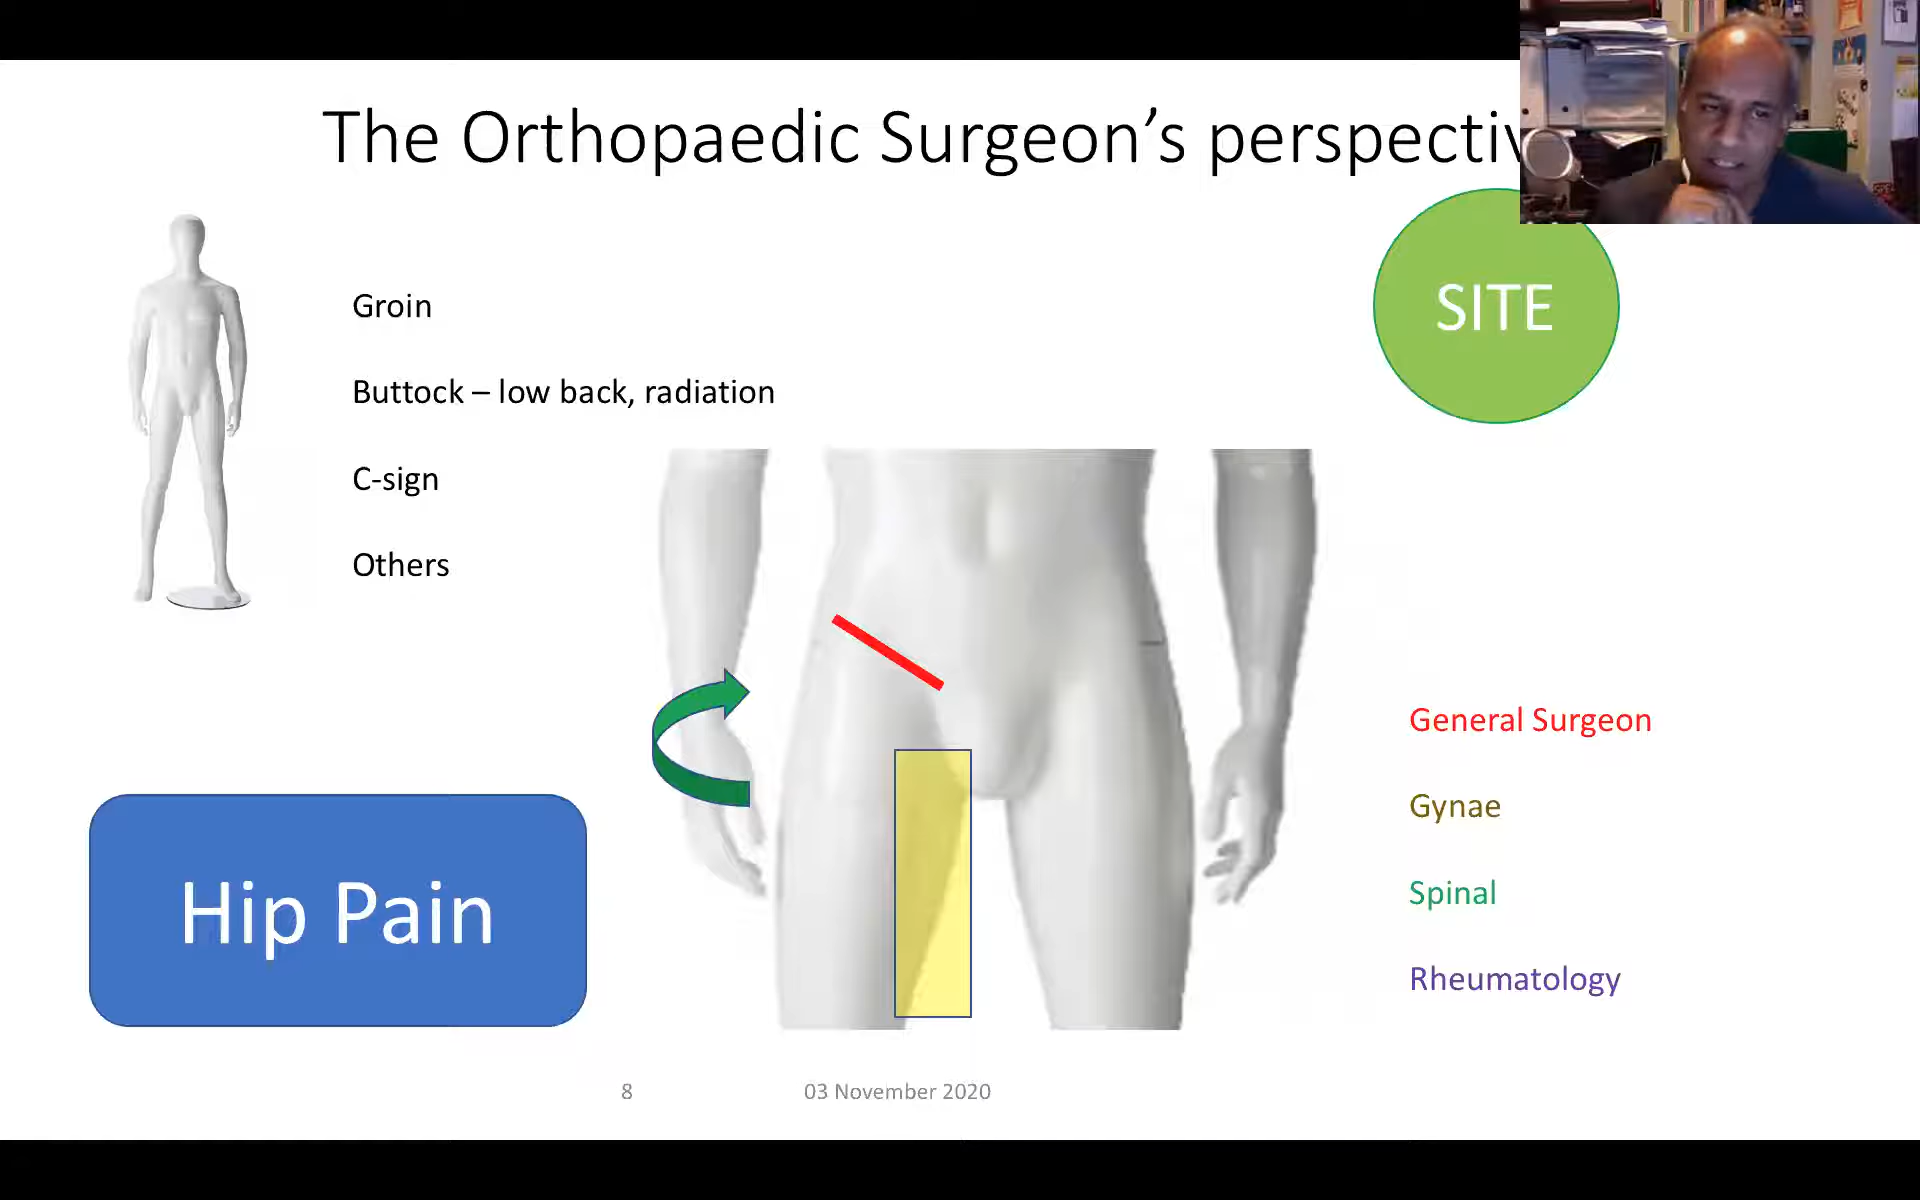 The Orthopaedic Surgeon's
SITE
Groin
Buttock – low back, radiation
C-sign
Others
General Surgeon
Gynae
Spinal
Rheumatology
Hip Pain
8
03 November 2020